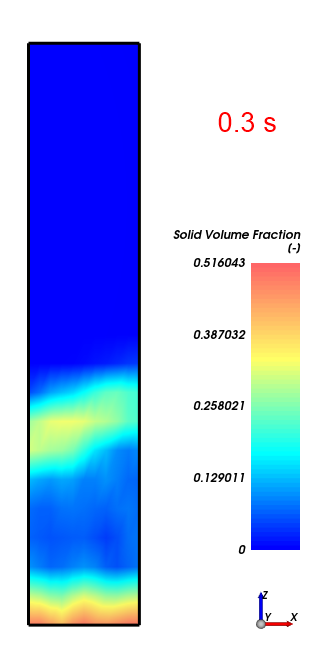 0.3 s
Solid Volume Fraction
(-)
0.516043
0.387032
0.258021
0.129011
0
Z
Y X